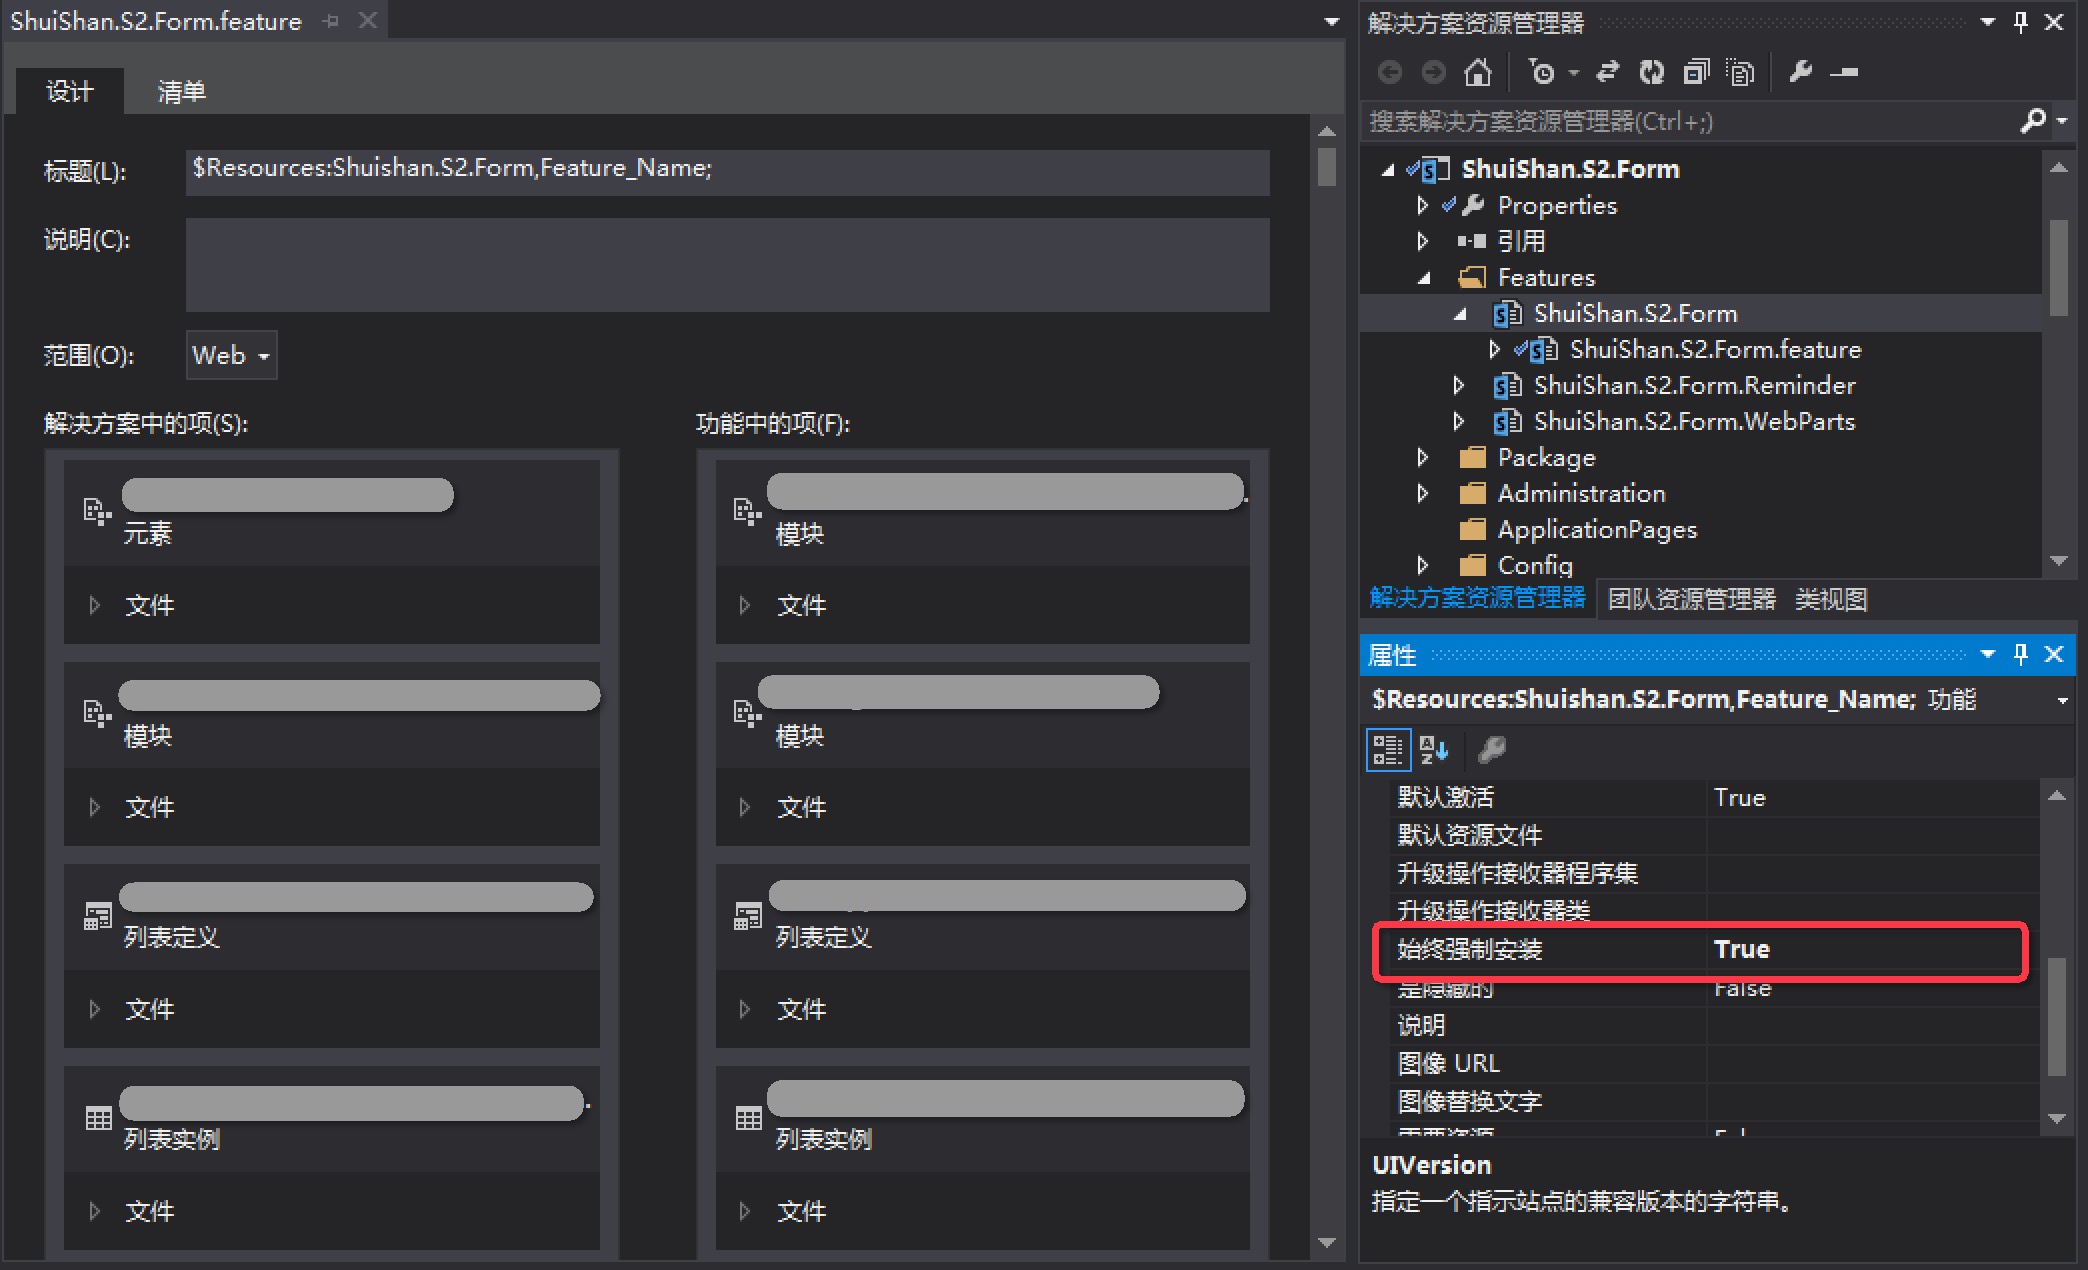 ShuiShan.S2.Form.feature
设计 清单
标题(L): $Resources:Shuishan.S2.Form,Feature_Name;
说明(C):
范围(O): Web
解决方案中的项(S):
元素
文件
模块
文件
列表定义
文件
列表实例
文件
功能中的项(F):
模块
文件
模块
文件
列表定义
文件
列表实例
文件
解决方案资源管理器
搜索解决方案资源管理器(Ctrl+;)
ShuiShan.S2.Form
Properties
引用
Features
ShuiShan.S2.Form
ShuiShan.S2.Form.feature
ShuiShan.S2.Form.Reminder
ShuiShan.S2.Form.WebParts
Package
Administration
ApplicationPages
Config
解决方案资源管理器 团队资源管理器 类视图
属性
$Resources:Shuishan.S2.Form,Feature_Name; 功能
默认激活 True
默认资源文件
升级操作接收器程序集
升级操作接收器类
始终强制安装 True
是隐藏的 False
说明
图像 URL
图像替换文字
UIVersion
指定一个指示站点的兼容版本的字符串。